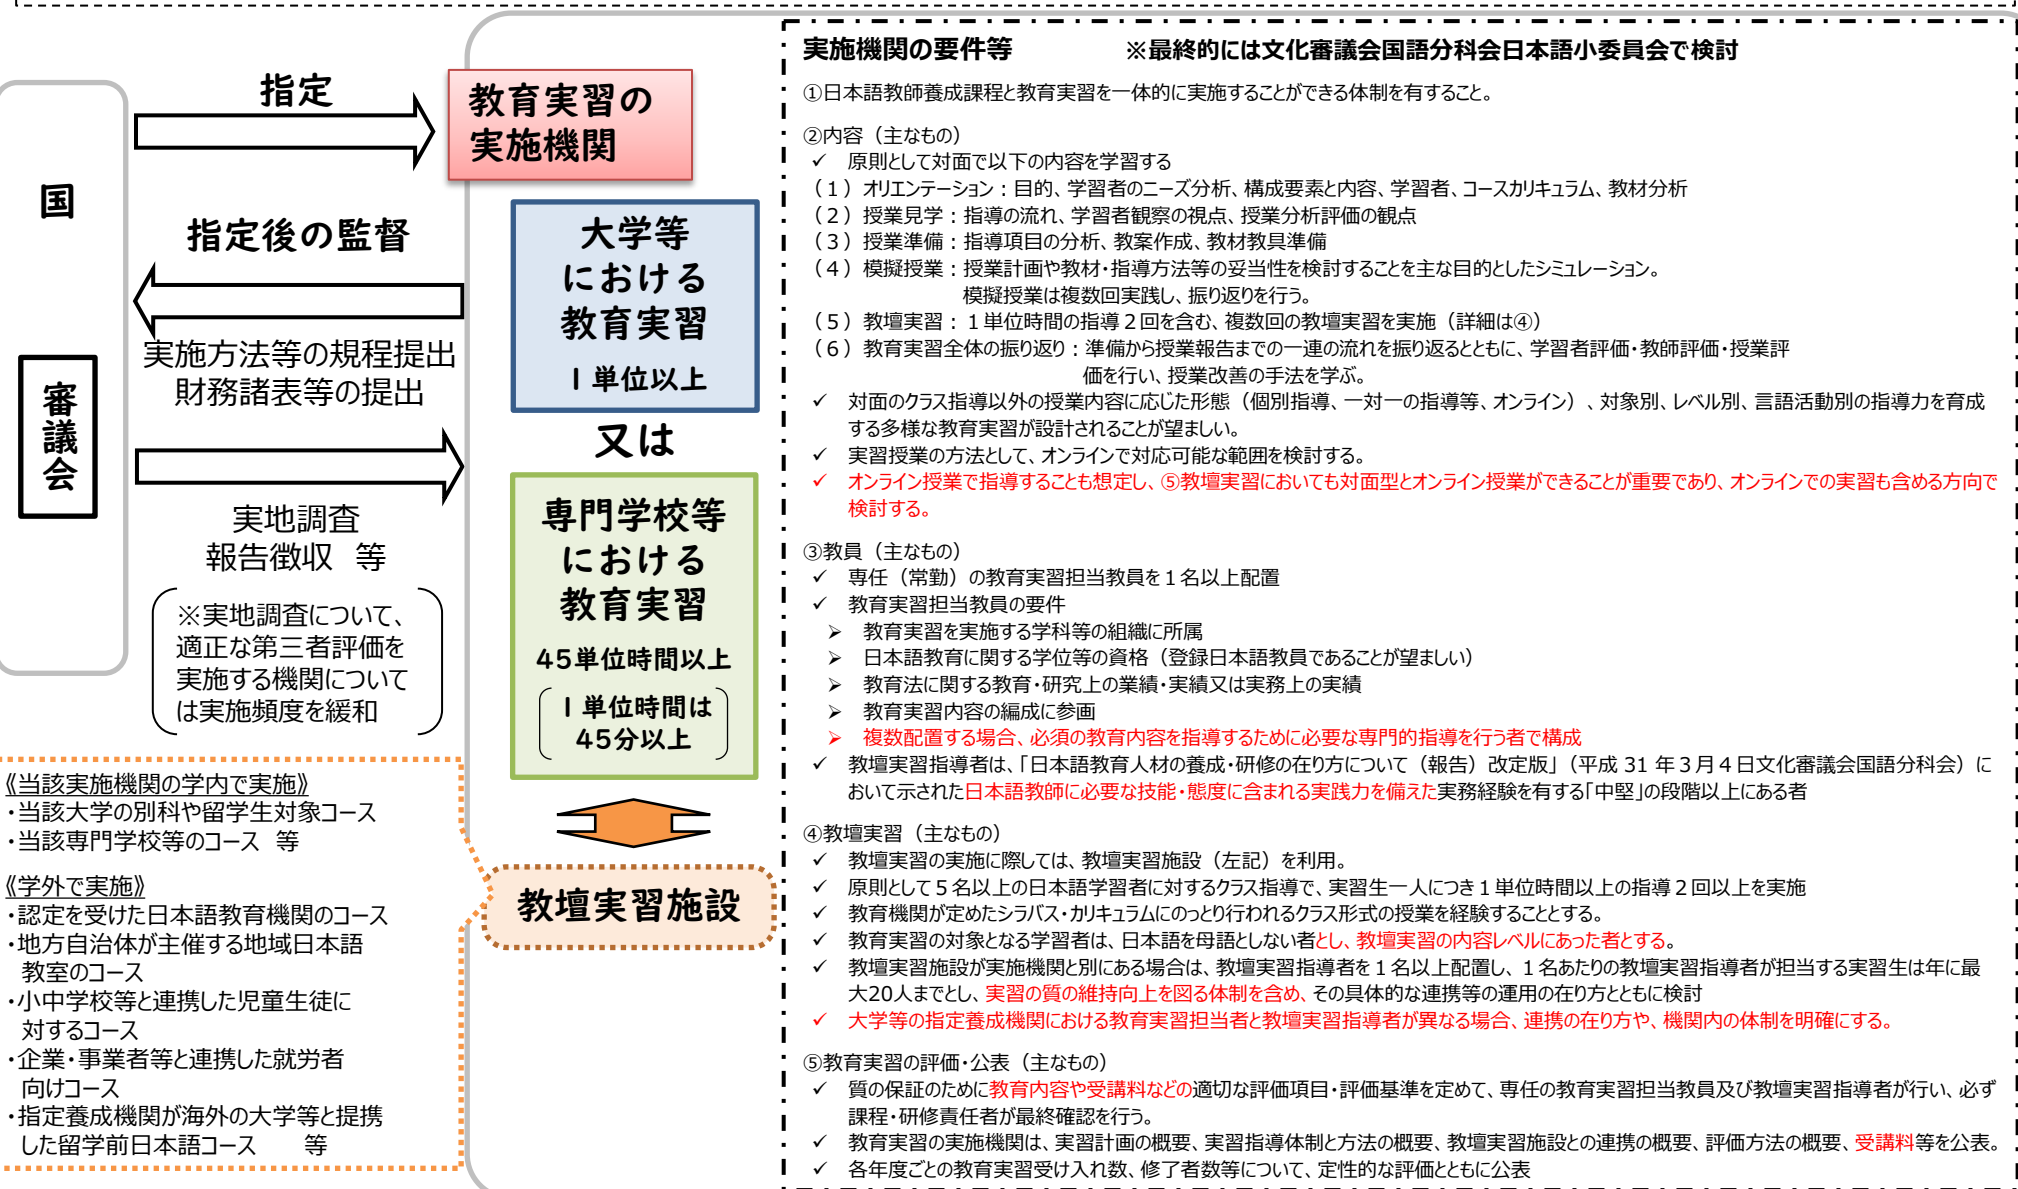 国
審議会
指定
指定後の監督
実施方法等の規程提出
財務諸表等の提出
実地調査
報告徴収 等
※実地調査について、
適正な第三者評価を
実施する機関について
は実施頻度を緩和
教育実習の
実施機関
大学等
における
教育実習
1単位以上
又は
専門学校等
における
教育実習
45単位時間以上
1単位時間は
45分以上
教壇実習施設
《当該実施機関の学内で実施》
・当該大学の別科や留学生対象コース
・当該専門学校等のコース 等
《学外で実施》
・認定を受けた日本語教育機関のコース
・地方自治体が主催する地域日本語
教室のコース
・小中学校等と連携した児童生徒に
対するコース
・企業・事業者等と連携した就労者
向けコース
・指定養成機関が海外の大学等と提携
した留学前日本語コース 等
実施機関の要件等 ※最終的には文化審議会国語分科会日本語小委員会で検討
①日本語教師養成課程と教育実習を一体的に実施することができる体制を有すること。
②内容（主なもの）
✓ 原則として対面で以下の内容を学習する
（1）オリエンテーション：目的、学習者のニーズ分析、構成要素と内容、学習者、コースカリキュラム、教材分析
（2）授業見学：指導の流れ、学習者観察の視点、授業分析評価の観点
（3）授業準備：指導項目の分析、教案作成、教材教具準備
（4）模擬授業：授業計画や教材・指導方法等の妥当性を検討することを主な目的としたシミュレーション。
模擬授業は複数回実践し、振り返りを行う。
（5）教壇実習：１単位時間の指導２回を含む、複数回の教壇実習を実施（詳細は④）
（6）教育実習全体の振り返り：準備から授業報告までの一連の流れを振り返るとともに、学習者評価・教師評価・授業評
価を行い、授業改善の手法を学ぶ。
✓ 対面のクラス指導以外の授業内容に応じた形態（個別指導、一対一の指導等、オンライン）、対象別、レベル別、言語活動別の指導力を育成
する多様な教育実習が設計されることが望ましい。
✓ 実習授業の方法として、オンラインで対応可能な範囲を検討する。
✓ オンライン授業で指導することも想定し、⑤教壇実習においても対面型とオンライン授業ができることが重要であり、オンラインでの実習も含める方向で
検討する。
③教員（主なもの）
✓ 専任（常勤）の教育実習担当教員を１名以上配置
✓ 教育実習担当教員の要件
➢ 教育実習を実施する学科等の組織に所属
➢ 日本語教育に関する学位等の資格（登録日本語教員であることが望ましい）
➢ 教育法に関する教育・研究上の業績・実績又は実務上の実績
➢ 教育実習内容の編成に参画
➢ 複数配置する場合、必須の教育内容を指導するために必要な専門的指導を行う者で構成
✓ 教壇実習指導者は、「日本語教育人材の養成・研修の在り方について（報告）改定版」（平成 31 年３月４日文化審議会国語分科会）に
おいて示された日本語教師に必要な技能・態度に含まれる実践力を備えた実務経験を有する「中堅」の段階以上にある者
④教壇実習（主なもの）
✓ 教壇実習の実施に際しては、教壇実習施設（左記）を利用。
✓ 原則として５名以上の日本語学習者に対するクラス指導で、実習生一人につき１単位時間以上の指導２回以上を実施
✓ 教育機関が定めたシラバス・カリキュラムにのっとり行われるクラス形式の授業を経験することとする。
✓ 教育実習の対象となる学習者は、日本語を母語としない者とし、教壇実習の内容レベルにあった者とする。
✓ 教壇実習施設が実施機関と別にある場合は、教壇実習指導者を１名以上配置し、１名あたりの教壇実習指導者が担当する実習生は年に最
大20人までとし、実習の質の維持向上を図る体制を含め、その具体的な連携等の運用の在り方とともに検討
✓ 大学等の指定養成機関における教育実習担当者と教壇実習指導者が異なる場合、連携の在り方や、機関内の体制を明確にする。
⑤教育実習の評価・公表（主なもの）
✓ 質の保証のために教育内容や受講料などの適切な評価項目・評価基準を定めて、専任の教育実習担当教員及び教壇実習指導者が行い、必ず
課程・研修責任者が最終確認を行う。
✓ 教育実習の実施機関は、実習計画の概要、実習指導体制と方法の概要、教壇実習施設との連携の概要、評価方法の概要、受講料等を公表。
✓ 各年度ごとの教育実習受け入れ数、修了者数等について、定性的な評価とともに公表